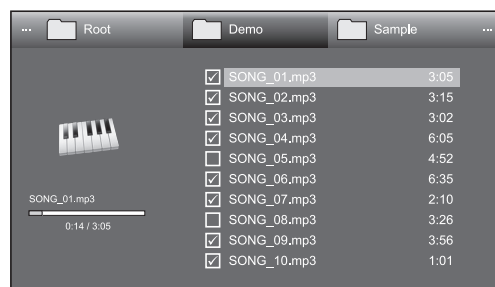 ... Root Demo Sample ...
SONG_01.mp3 3:05
SONG_02.mp3 3:15
SONG_03.mp3 3:02
SONG_04.mp3 6:05
SONG_05.mp3 4:52
SONG_06.mp3 6:35
SONG_07.mp3 2:10
SONG_08.mp3 3:26
SONG_09.mp3 3:56
SONG_10.mp3 1:01
SONG_01.mp3
0:14 / 3:05